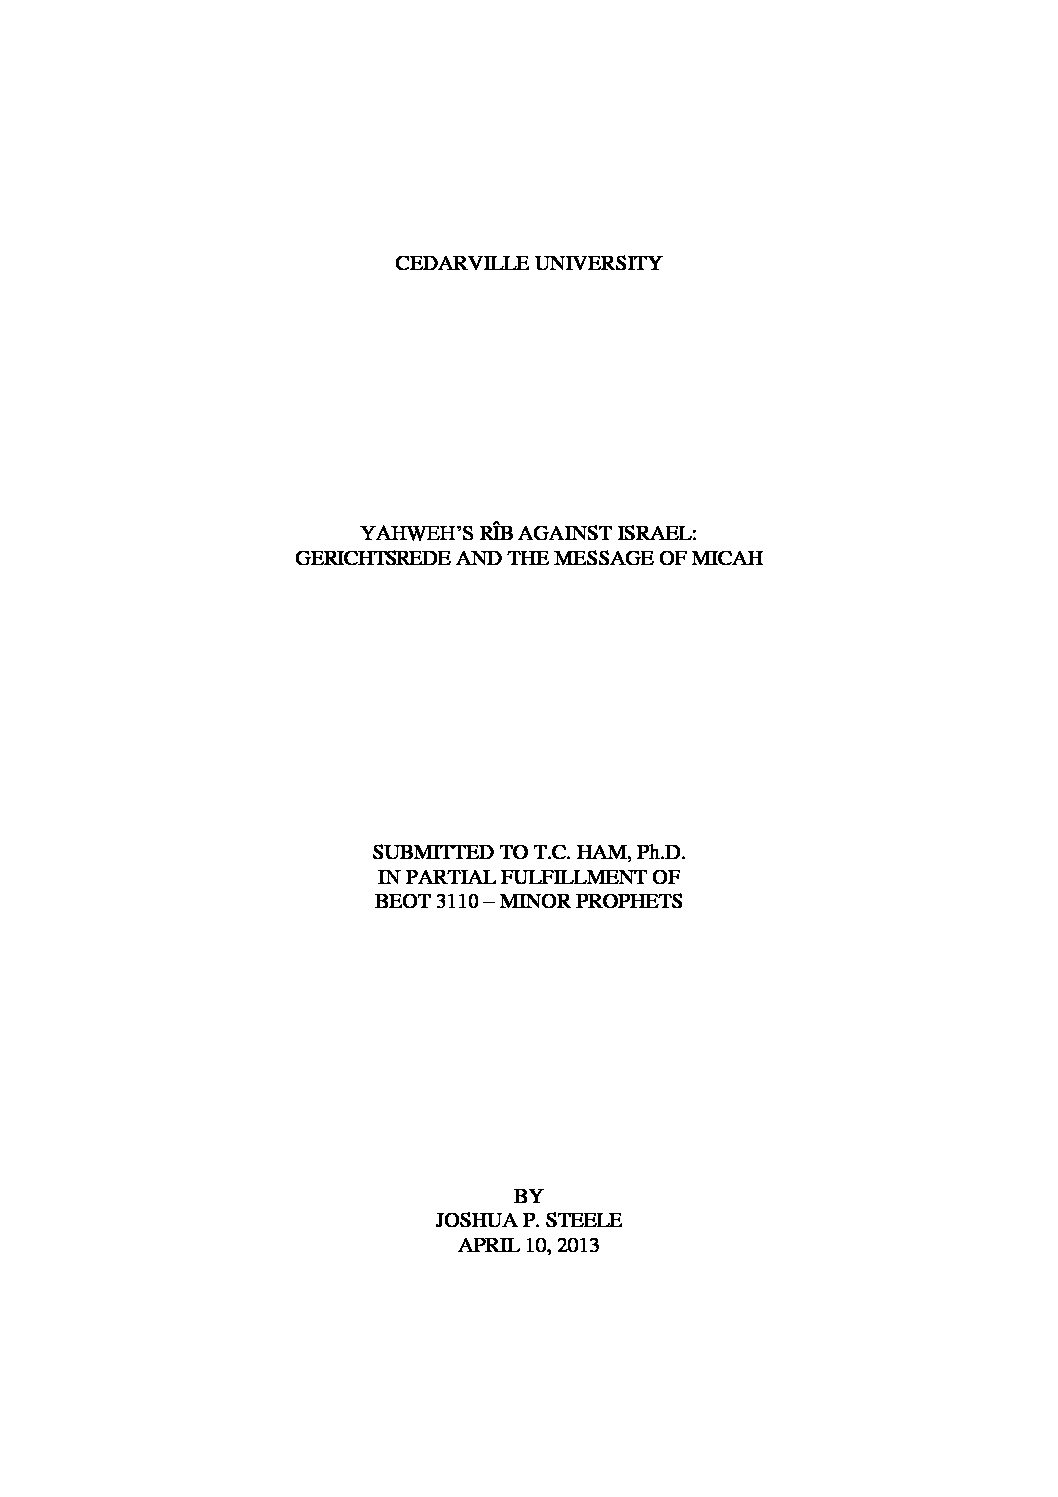 CEDARVILLE UNIVERSITY
YAHWEH’S RÎB AGAINST ISRAEL:
GERICHTSREDE AND THE MESSAGE OF MICAH
SUBMITTED TO T.C. HAM, Ph.D.
IN PARTIAL FULFILLMENT OF
BEOT 3110 – MINOR PROPHETS
BY
JOSHUA P. STEELE
APRIL 10, 2013